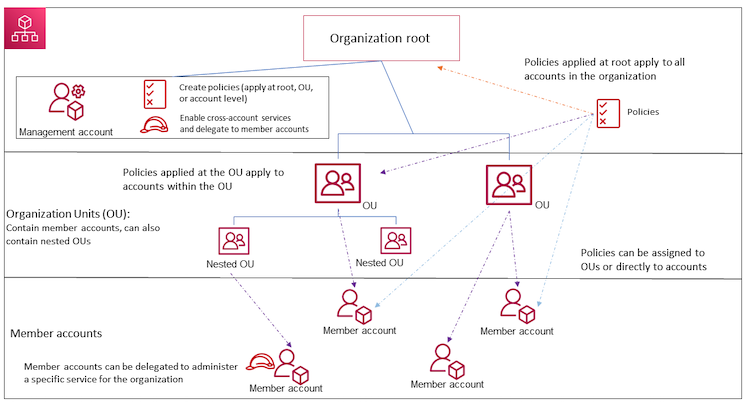 Organization root
Policies applied at root apply to all
accounts in the organization
Create policies (apply at root, OU,
or account level)
Enable cross-account services
and delegate to member accounts
Management account
Policies
Policies applied at the OU apply to
accounts within the OU
OU
OU
Organization Units (OU):
Contain member accounts, can also
contain nested OUs
Nested OU
Nested OU
Policies can be assigned to
OUs or directly to accounts
Member accounts
Member account
Member account
Member accounts can be delegated to administer
a specific service for the organization
Member account
Member account